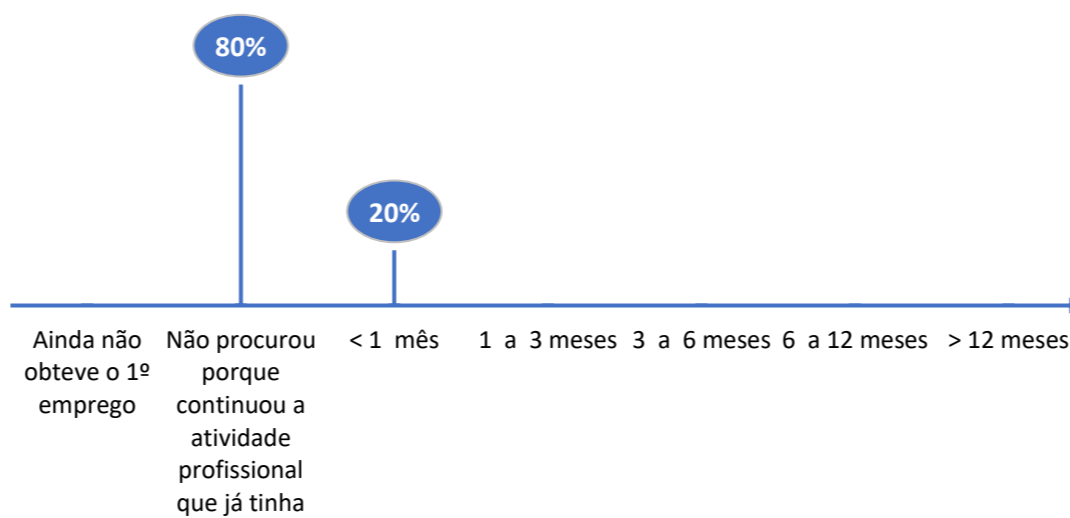 80%
20%
Ainda não
obteve o 1º
emprego
Não procurou
porque
continuou a
atividade
profissional
que já tinha
< 1 mês
1 a 3 meses
3 a 6 meses
6 a 12 meses
> 12 meses